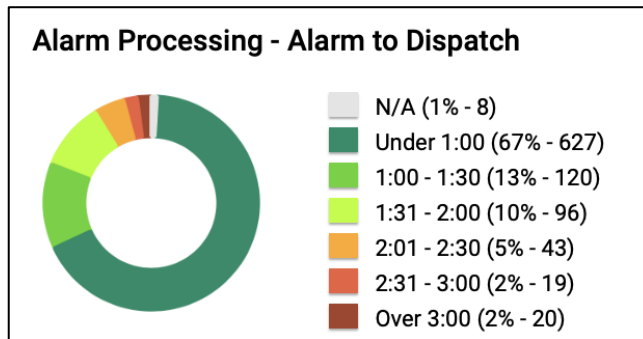 Alarm Processing - Alarm to Dispatch
N/A (1% - 8)
Under 1:00 (67% - 627)
1:00 - 1:30 (13% - 120)
1:31 - 2:00 (10% - 96)
2:01 - 2:30 (5% - 43)
2:31 - 3:00 (2% - 19)
Over 3:00 (2% - 20)